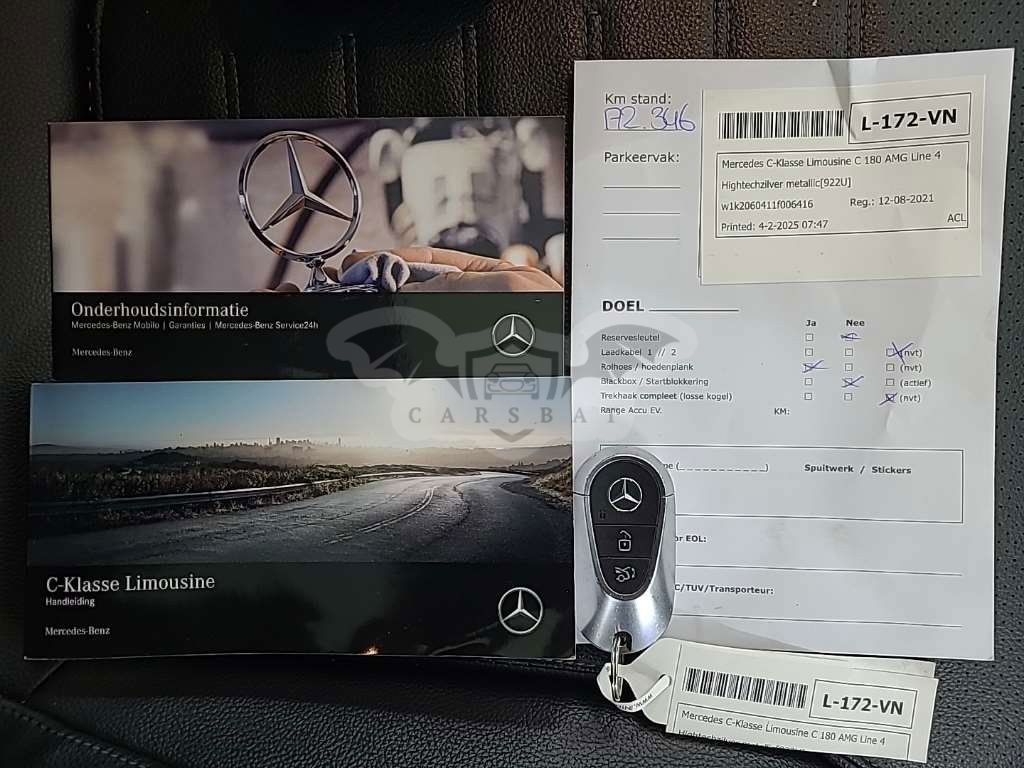 Onderhoudsinformatie
Mercedes-Benz Mobilo | Garanties | Mercedes-Benz Service24h
Mercedes-Benz
C-Klasse Limousine
Handleiding
Mercedes-Benz
CARSBAY
Km stand:
172.346
Parkeervak:
L-172-VN
Mercedes C-Klasse Limousine C 180 AMG Line 4
Hightechzilver metallic[922U]
w1k2060411f006416 Reg.: 12-08-2021
ACL
Printed: 4-2-2025 07:47
DOEL
Ja Nee
Reservesleutel
Laadkabel 1 // 2 (nvt)
Rolhoes / hoedenplank (nvt)
Blackbox / Startblokkering (actief)
Trekhaak compleet (losse kogel) (nvt)
Range Accu EV. KM:
Spuitwerk / Stickers
or EOL:
C/TUV/Transporteur:
L-172-VN
Mercedes C-Klasse Limousine C 180 AMG Line 4